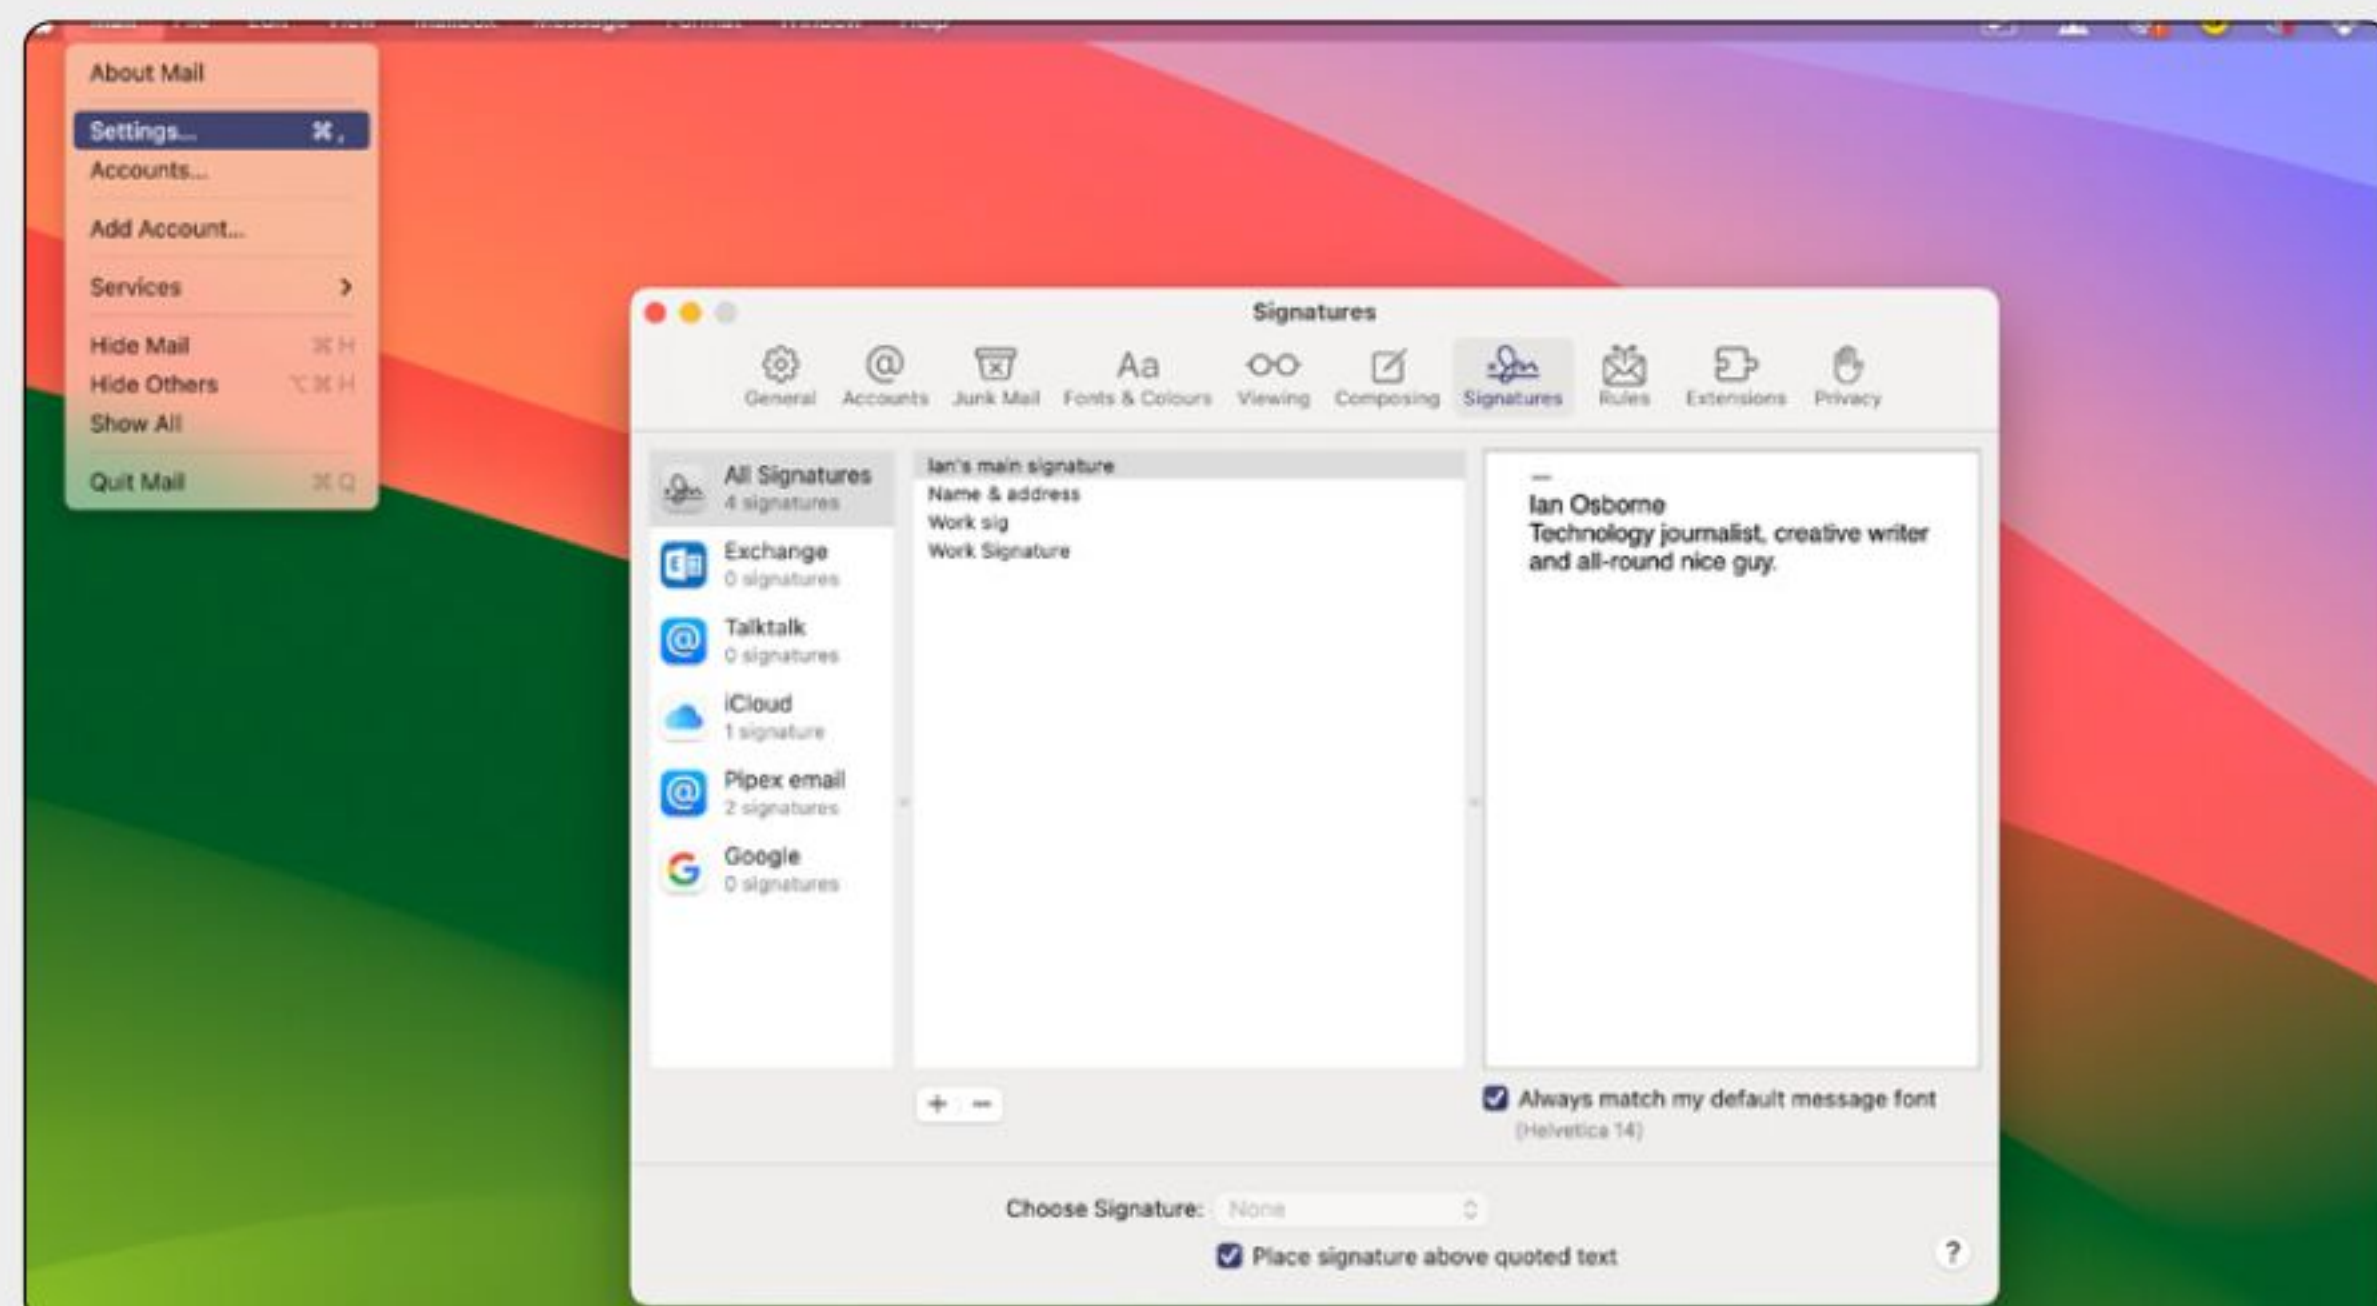 About Mail
Settings... ⌘ ,
Accounts...
Add Account...
Services >
Hide Mail ⌘ H
Hide Others ⌥ ⌘ H
Show All
Quit Mail ⌘ Q
Signatures
General Accounts Junk Mail Fonts & Colours Viewing Composing Signatures Rules Extensions Privacy
All Signatures
4 signatures
Exchange
0 signatures
Talktalk
0 signatures
iCloud
1 signature
Pipex email
2 signatures
Google
0 signatures
Ian's main signature
Name & address
Work sig
Work Signature
—
Ian Osborne
Technology journalist, creative writer
and all-round nice guy.
+ −
Always match my default message font
(Helvetica 14)
Choose Signature: None
Place signature above quoted text
?